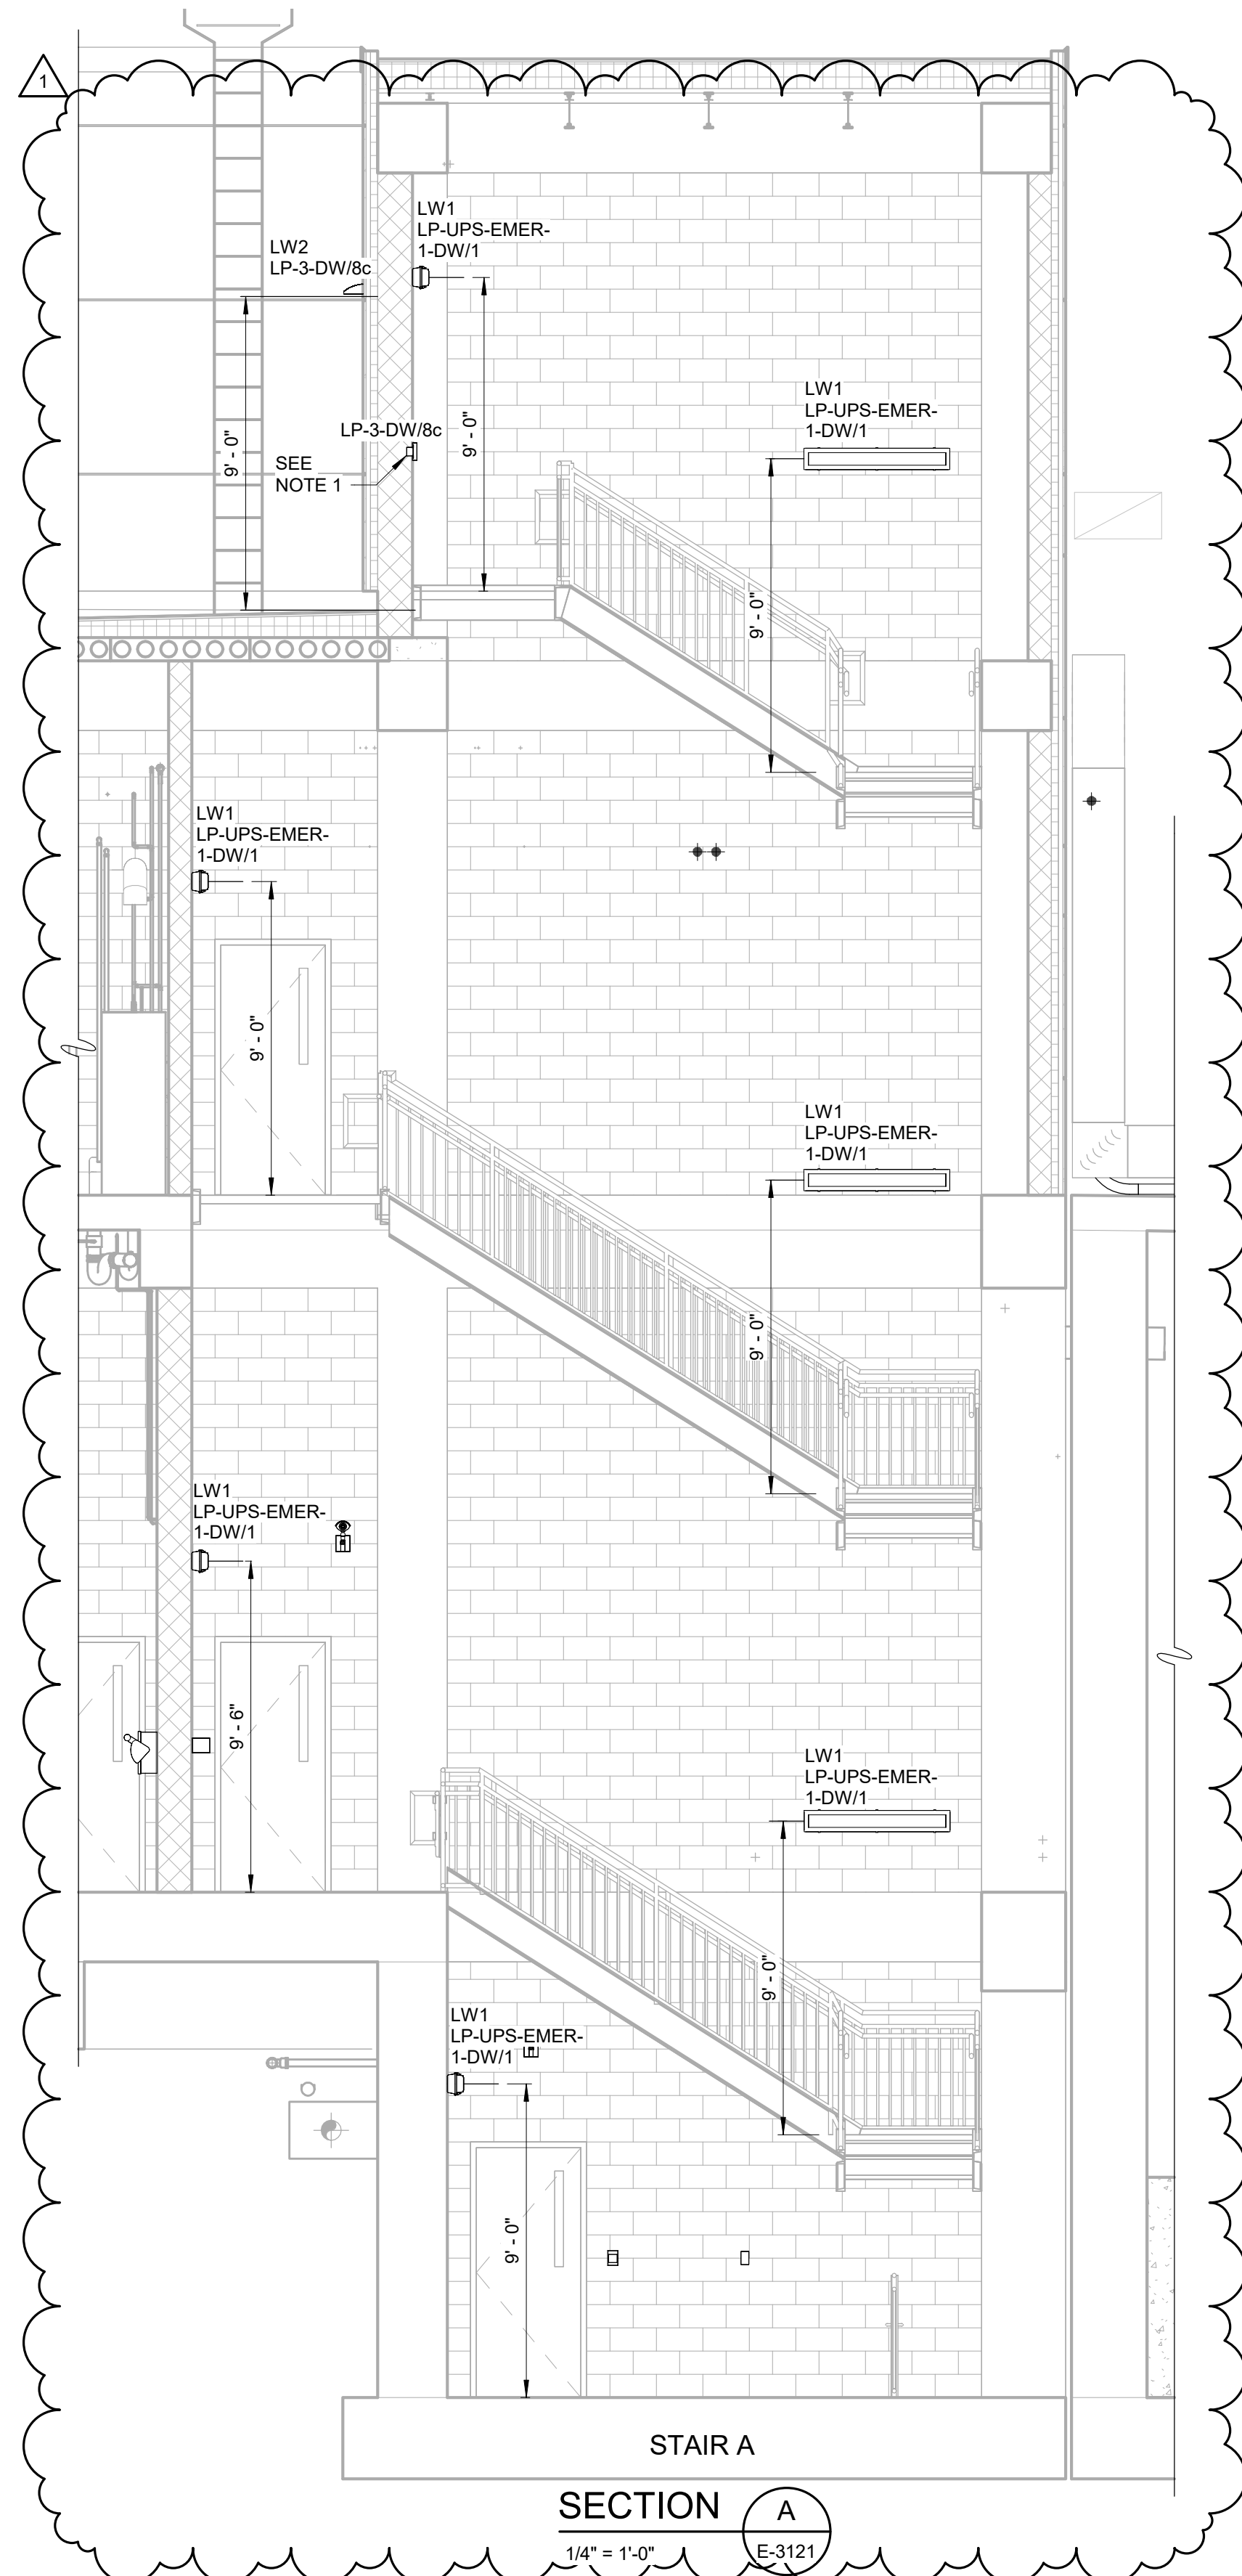 1
LW1
LP-UPS-EMER-
1-DW/1
LW2
LP-3-DW/8c
LW1
LP-UPS-EMER-
1-DW/1
9' - 0"
9' - 0"
LP-3-DW/8c
SEE
NOTE 1
9' - 0"
LW1
LP-UPS-EMER-
1-DW/1
9' - 0"
LW1
LP-UPS-EMER-
1-DW/1
9' - 0"
LW1
LP-UPS-EMER-
1-DW/1
9' - 6"
LW1
LP-UPS-EMER-
1-DW/1
9' - 0"
LW1
LP-UPS-EMER-
1-DW/1
9' - 0"
STAIR A
SECTION
A
E-3121
1/4" = 1'-0"